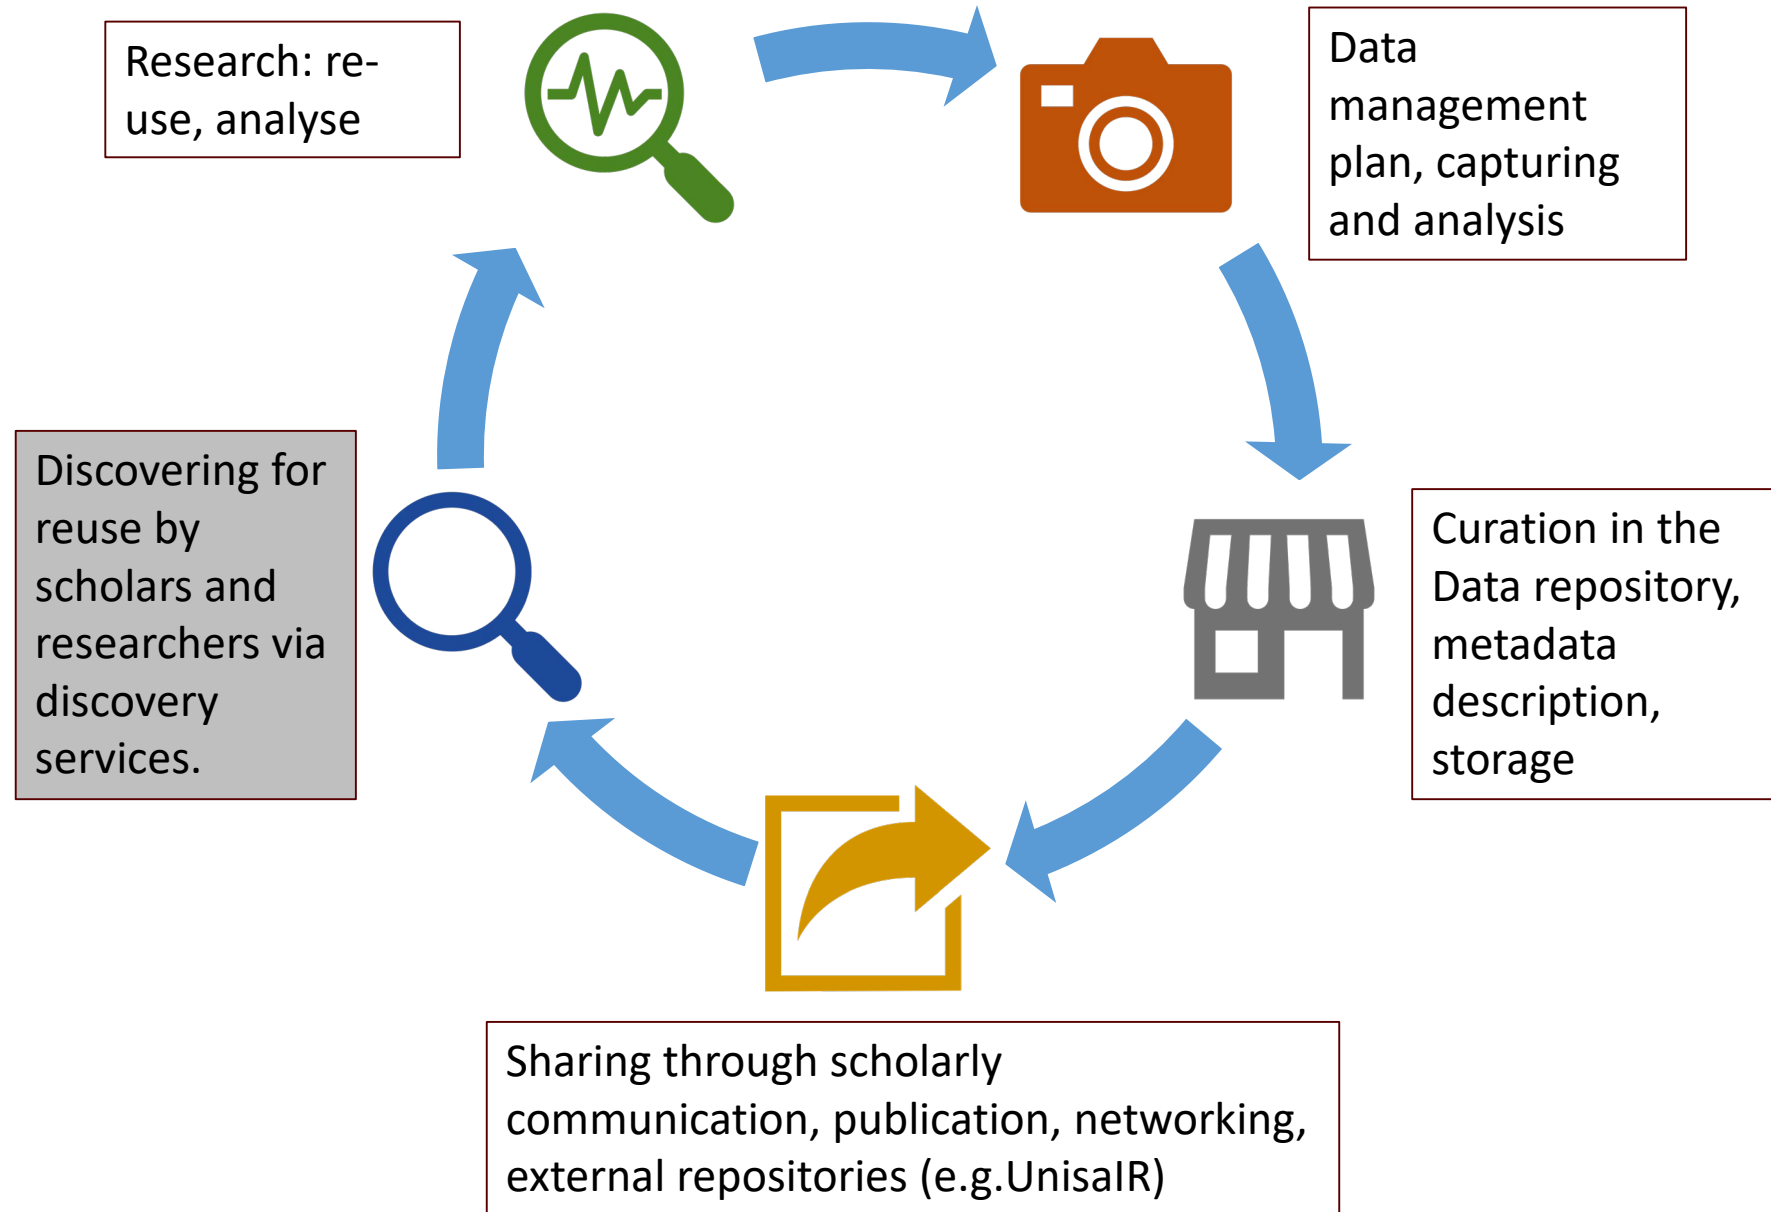 Research: re-
use, analyse
Data
management
plan, capturing
and analysis
Curation in the
Data repository,
metadata
description,
storage
Sharing through scholarly
communication, publication, networking,
external repositories (e.g.UnisaIR)
Discovering for
reuse by
scholars and
researchers via
discovery
services.